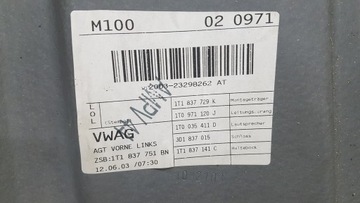 M100 02 0971
2003-23298262 AT
LOL
VWAG
AGT VORNE LINKS
ZSB:1T1 837 751 BN
12.06.03 /07:30
1T1 837 729 K Montageträger
1T0 971 120 J Leitungsstrang
1T0 035 411 D Lautsprecher
3D1 837 016 Schloss
1T1 837 141 C